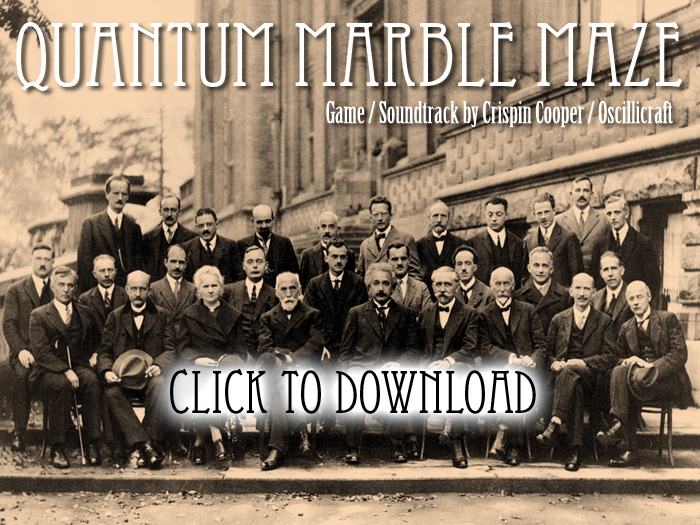 QUANTUM MARBLE MAZE
Game / Soundtrack by Crispin Cooper / Oscillicraft
CLICK TO DOWNLOAD